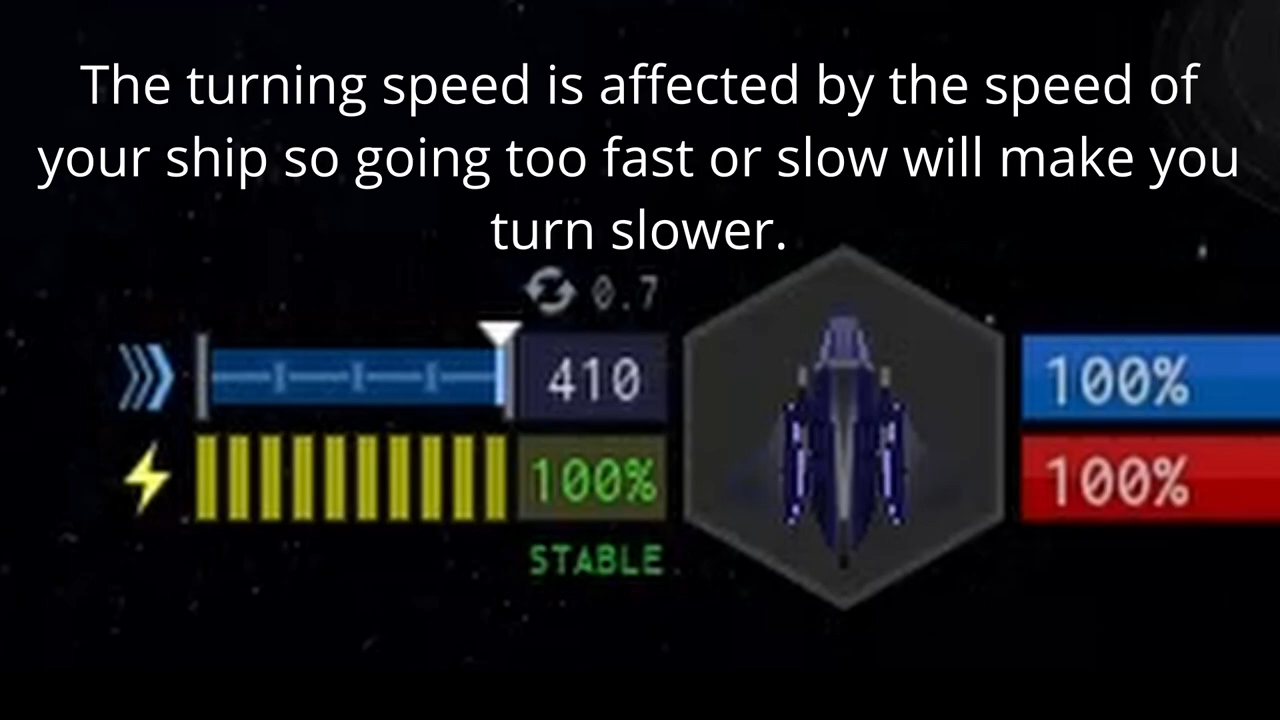 The turning speed is affected by the speed of
your ship so going too fast or slow will make you
turn slower.
0.7
410
100%
100%
100%
STABLE